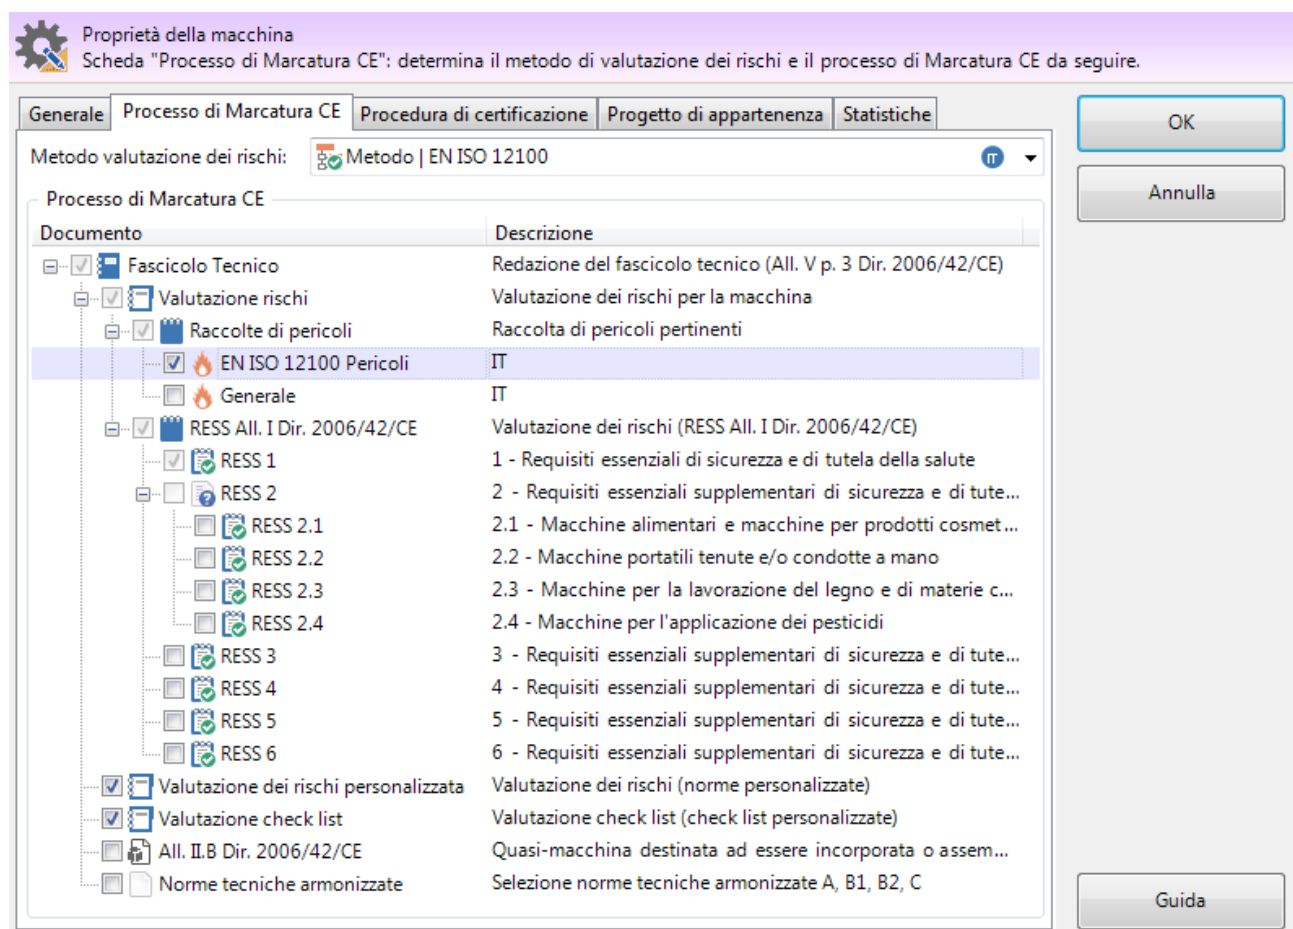 Proprietà della macchina
Scheda "Processo di Marcatura CE": determina il metodo di valutazione dei rischi e il processo di Marcatura CE da seguire.
Generale Processo di Marcatura CE Procedura di certificazione Progetto di appartenenza Statistiche
OK
Metodo valutazione dei rischi: Metodo | EN ISO 12100 IT
Annulla
Processo di Marcatura CE
Documento Descrizione
Fascicolo Tecnico Redazione del fascicolo tecnico (All. V p. 3 Dir. 2006/42/CE)
Valutazione rischi Valutazione dei rischi per la macchina
Raccolte di pericoli Raccolta di pericoli pertinenti
EN ISO 12100 Pericoli IT
Generale IT
RESS All. I Dir. 2006/42/CE Valutazione dei rischi (RESS All. I Dir. 2006/42/CE)
RESS 1 1 - Requisiti essenziali di sicurezza e di tutela della salute
RESS 2 2 - Requisiti essenziali supplementari di sicurezza e di tute...
RESS 2.1 2.1 - Macchine alimentari e macchine per prodotti cosmet...
RESS 2.2 2.2 - Macchine portatili tenute e/o condotte a mano
RESS 2.3 2.3 - Macchine per la lavorazione del legno e di materie c...
RESS 2.4 2.4 - Macchine per l'applicazione dei pesticidi
RESS 3 3 - Requisiti essenziali supplementari di sicurezza e di tute...
RESS 4 4 - Requisiti essenziali supplementari di sicurezza e di tute...
RESS 5 5 - Requisiti essenziali supplementari di sicurezza e di tute...
RESS 6 6 - Requisiti essenziali supplementari di sicurezza e di tute...
Valutazione dei rischi personalizzata Valutazione dei rischi (norme personalizzate)
Valutazione check list Valutazione check list (check list personalizzate)
All. II.B Dir. 2006/42/CE Quasi-macchina destinata ad essere incorporata o assem...
Norme tecniche armonizzate Selezione norme tecniche armonizzate A, B1, B2, C
Guida